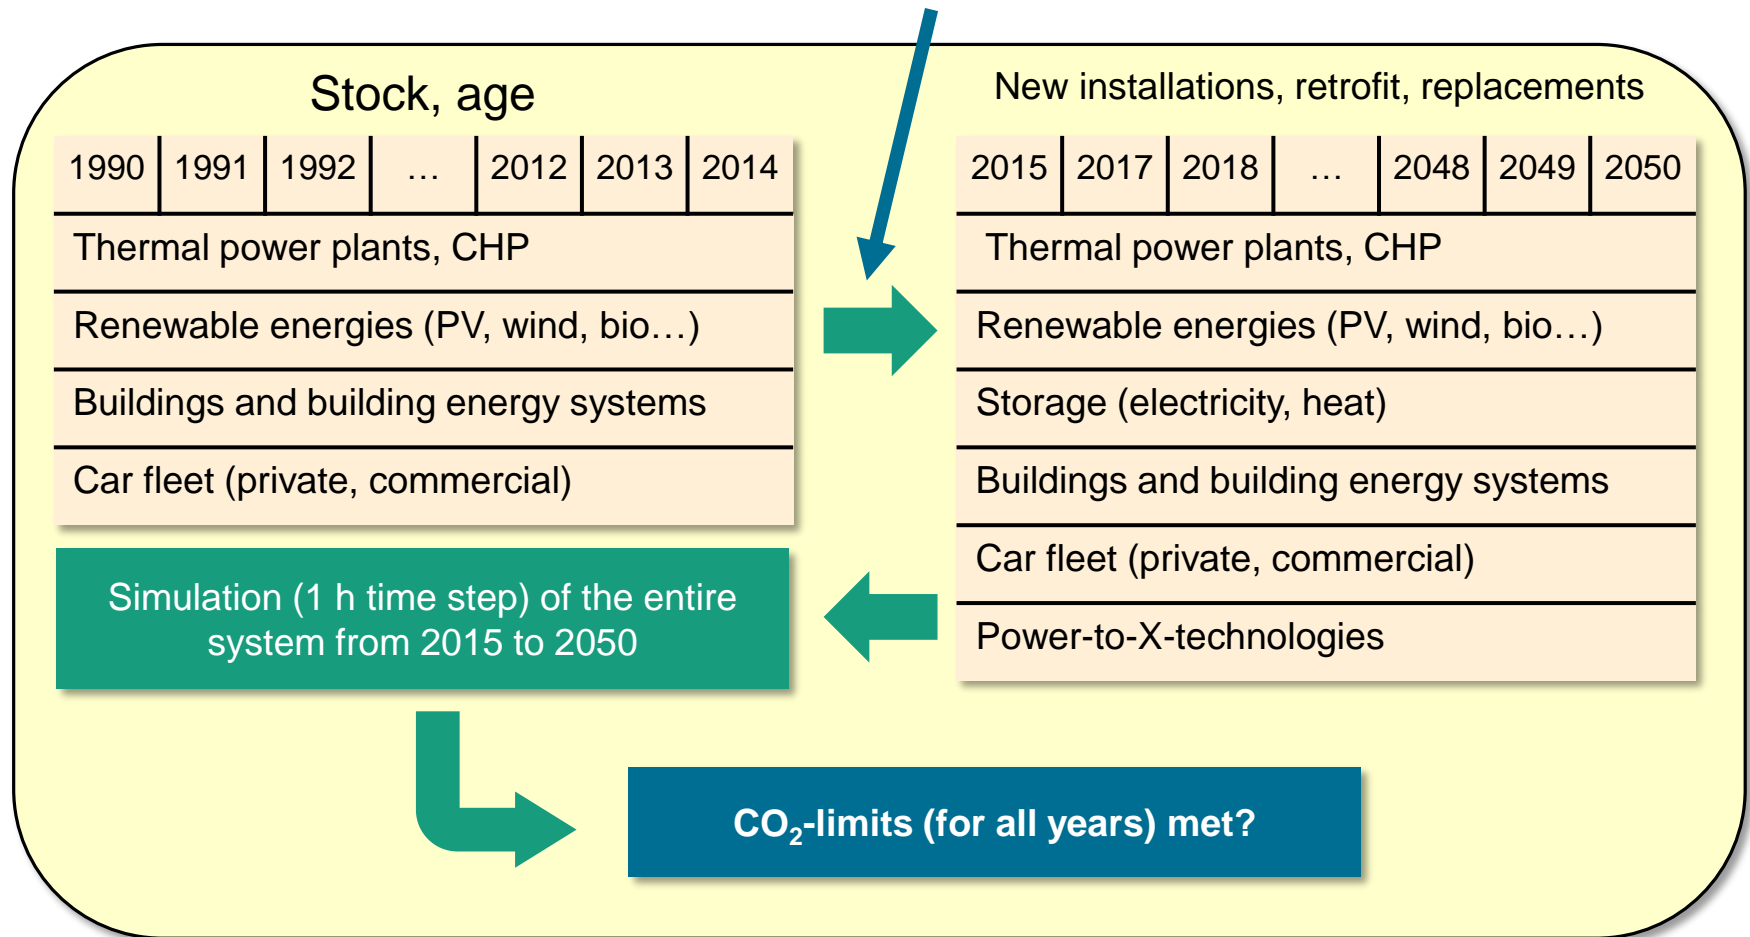 Stock, age
1990 1991 1992 … 2012 2013 2014
Thermal power plants, CHP
Renewable energies (PV, wind, bio…)
Buildings and building energy systems
Car fleet (private, commercial)
New installations, retrofit, replacements
2015 2017 2018 … 2048 2049 2050
Thermal power plants, CHP
Renewable energies (PV, wind, bio…)
Storage (electricity, heat)
Buildings and building energy systems
Car fleet (private, commercial)
Power-to-X-technologies
Simulation (1 h time step) of the entire
system from 2015 to 2050
CO₂-limits (for all years) met?